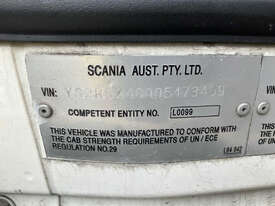 SCANIA AUST. PTY. LTD.
VIN:
COMPETENT ENTITY NO. L0099
THIS VEHICLE WAS MANUFACTURED TO CONFORM WITH
THE CAB STRENGTH REQUIREMENTS OF UN / ECE
REGULATION NO.29